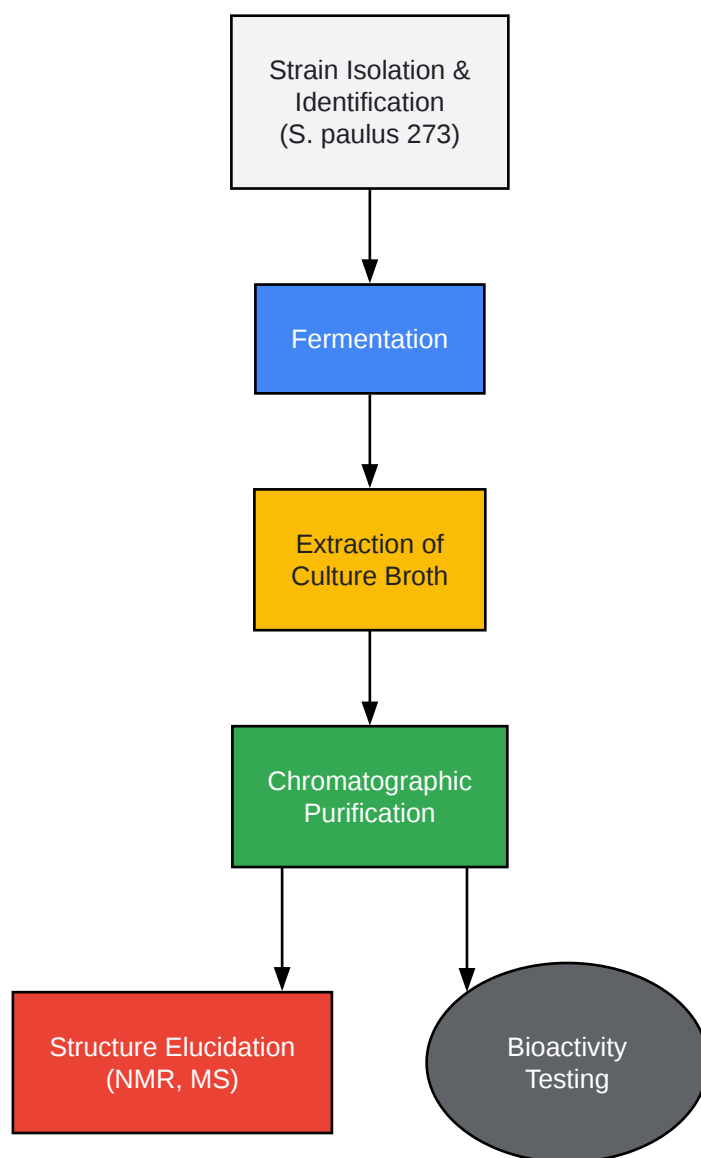 Strain Isolation &
Identification
(S. paulus 273)
Fermentation
Extraction of
Culture Broth
Chromatographic
Purification
Structure Elucidation
(NMR, MS)
Bioactivity
Testing